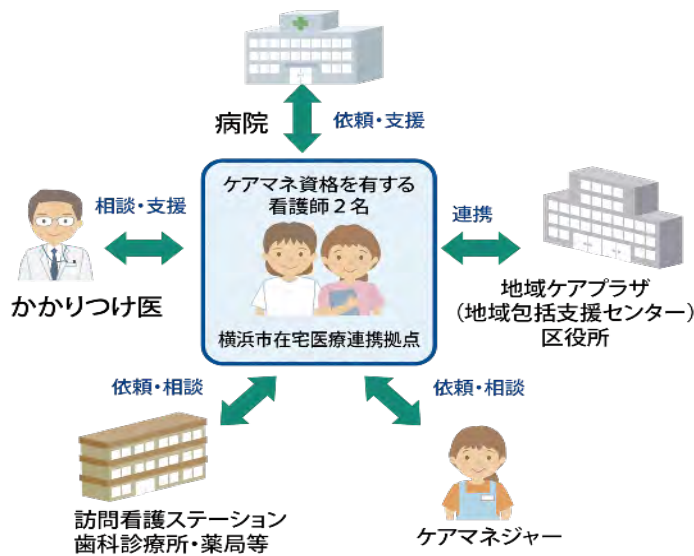 病院
依頼・支援
ケアマネ資格を有する
看護師２名
横浜市在宅医療連携拠点
相談・支援
かかりつけ医
連携
地域ケアプラザ
（地域包括支援センター）
区役所
依頼・相談
訪問看護ステーション
歯科診療所・薬局等
依頼・相談
ケアマネジャー